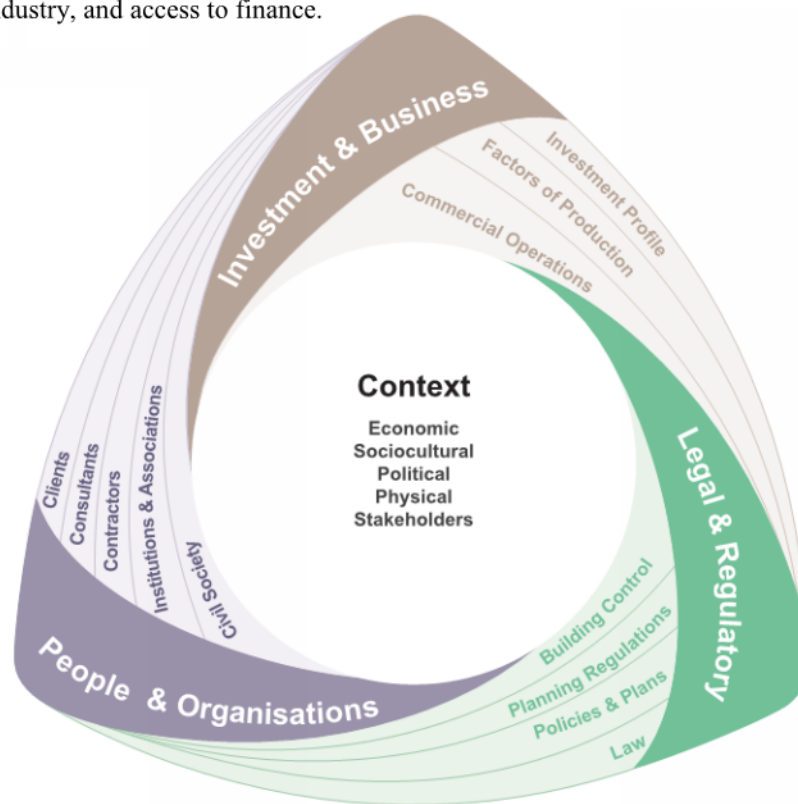 ndustry, and access to finance.
Investment & Business
Investment Profile
Factors of Production
Commercial Operations
Context
Economic
Sociocultural
Political
Physical
Stakeholders
Legal & Regulatory
Building Control
Planning Regulations
Policies & Plans
Law
Clients
Consultants
Contractors
Institutions & Associations
Civil Society
People & Organisations